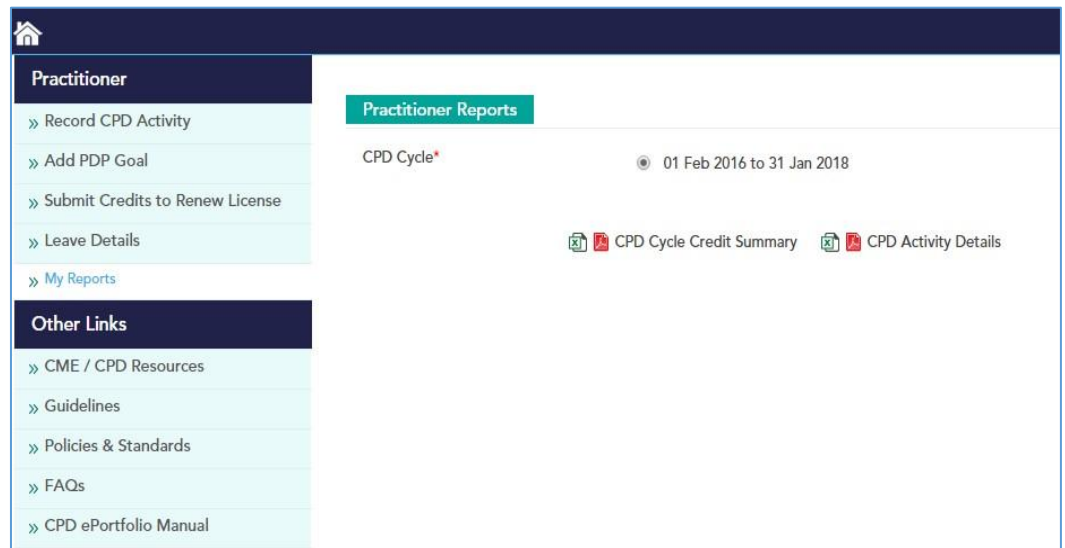 Practitioner
» Record CPD Activity
» Add PDP Goal
» Submit Credits to Renew License
» Leave Details
» My Reports
Other Links
» CME / CPD Resources
» Guidelines
» Policies & Standards
» FAQs
» CPD ePortfolio Manual
Practitioner Reports
CPD Cycle* 01 Feb 2016 to 31 Jan 2018
CPD Cycle Credit Summary CPD Activity Details